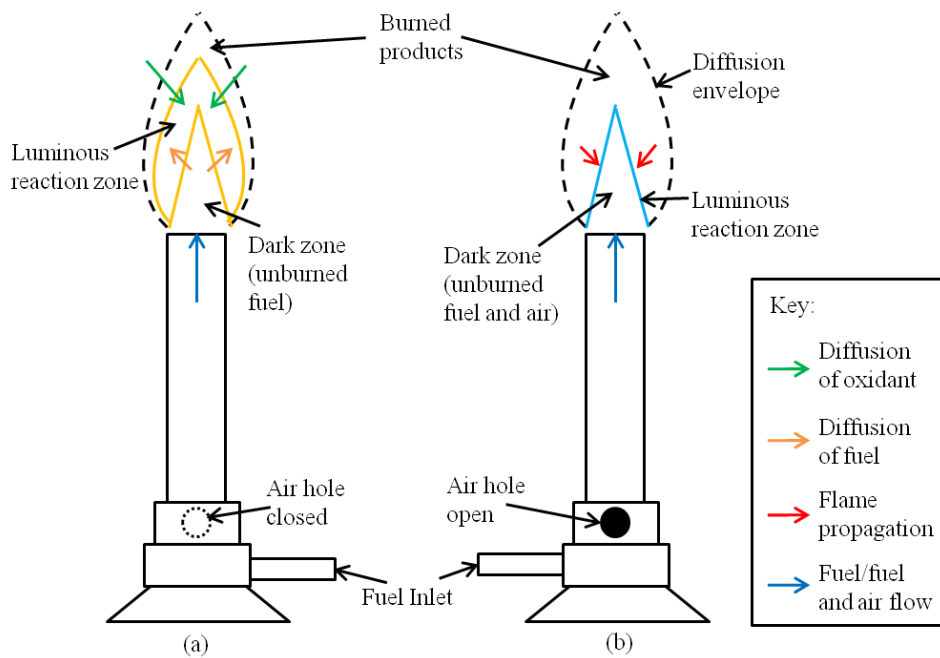 Burned
products
Diffusion
envelope
Luminous
reaction zone
Luminous
reaction zone
Dark zone
(unburned
fuel)
Dark zone
(unburned
fuel and air)
Key:
Diffusion
of oxidant
Diffusion
of fuel
Flame
propagation
Fuel/fuel
and air flow
Air hole
closed
Air hole
open
Fuel Inlet
(a)
(b)